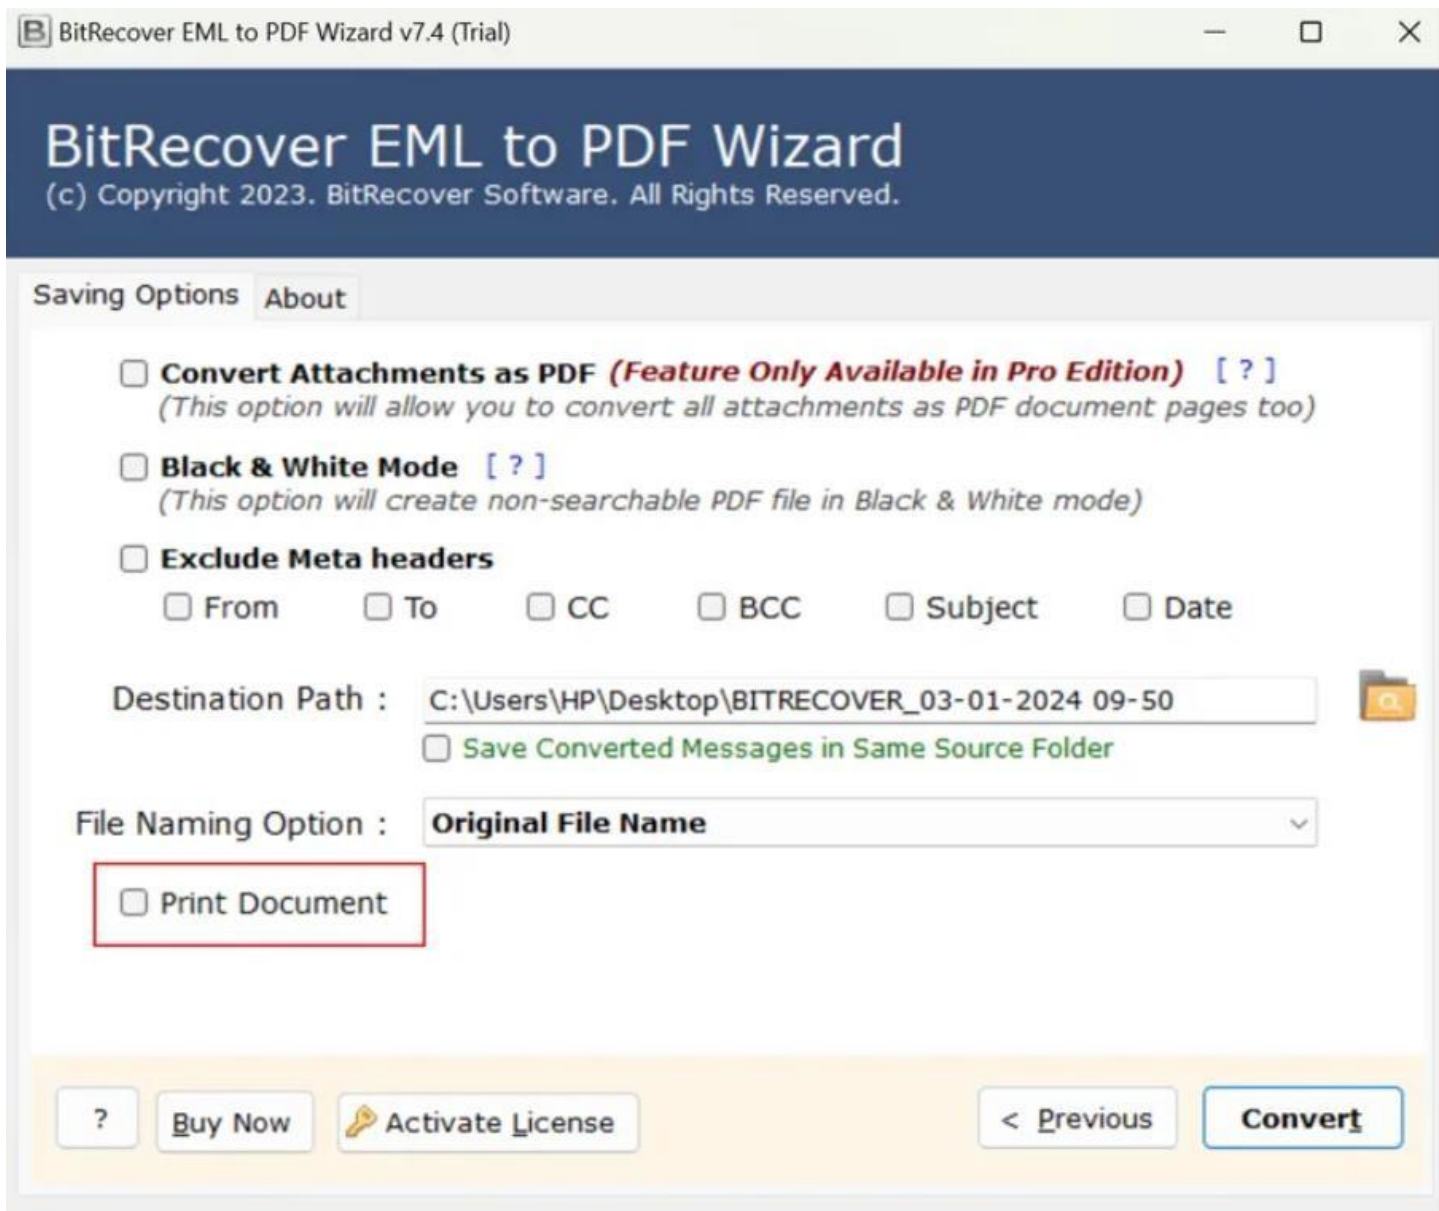 BitRecover EML to PDF Wizard v7.4 (Trial)
BitRecover EML to PDF Wizard
(c) Copyright 2023. BitRecover Software. All Rights Reserved.
Saving Options About
Convert Attachments as PDF (Feature Only Available in Pro Edition) [ ? ]
(This option will allow you to convert all attachments as PDF document pages too)
Black & White Mode [ ? ]
(This option will create non-searchable PDF file in Black & White mode)
Exclude Meta headers
From To CC BCC Subject Date
Destination Path : C:\Users\HP\Desktop\BITRECOVER_03-01-2024 09-50
Save Converted Messages in Same Source Folder
File Naming Option : Original File Name
Print Document
? Buy Now Activate License < Previous Convert